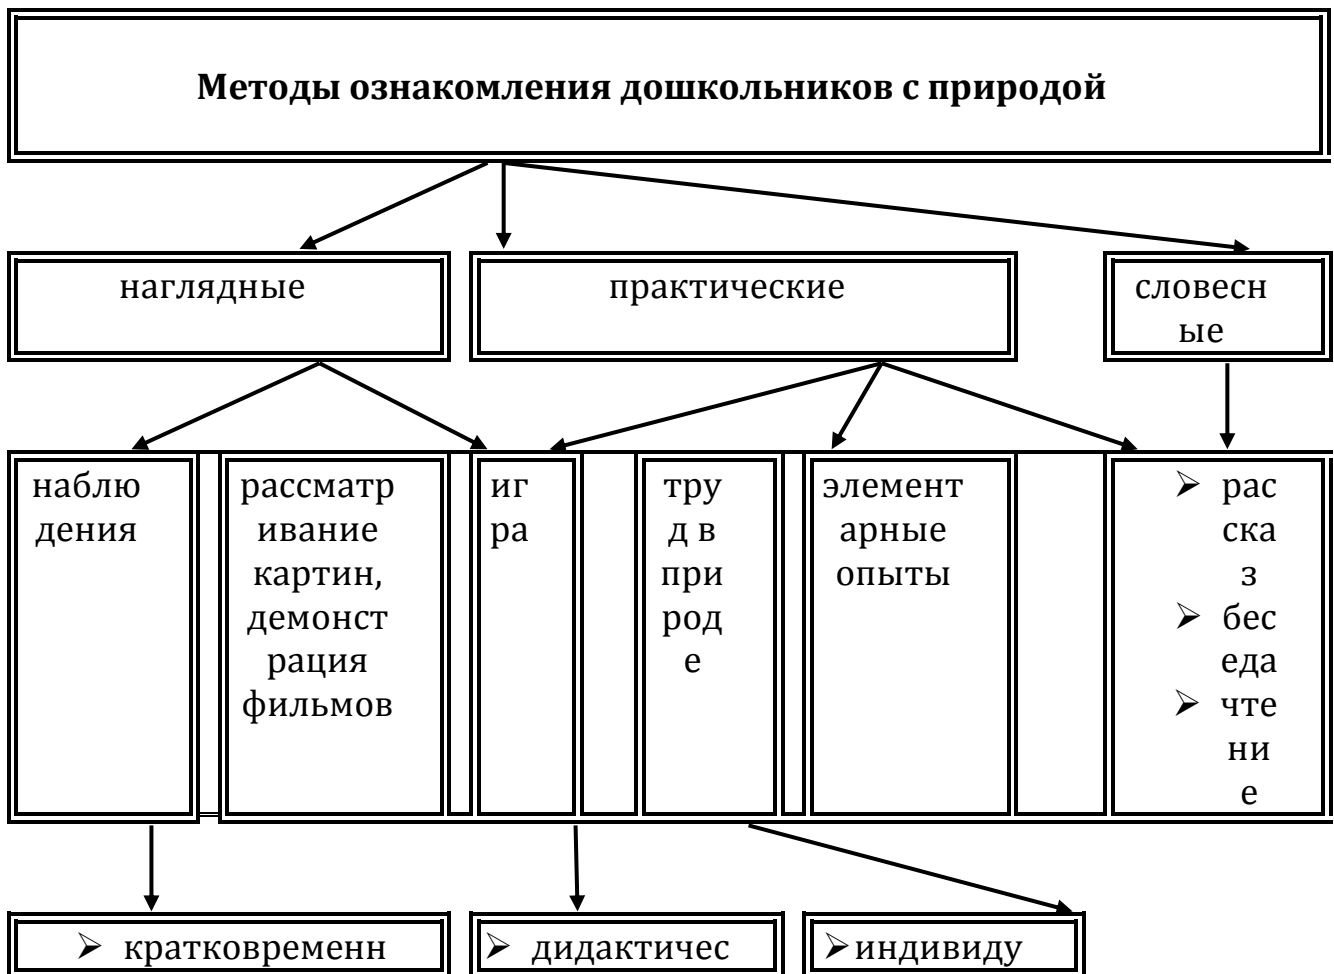 Методы ознакомления дошкольников с природой
наглядные
практические
словесн
ые
наблю
дения
рассматр
ивание
картин,
демонст
рация
фильмов
иг
ра
тру
д в
при
род
е
элемент
арные
опыты
➢ рас
ска
з
➢ бес
еда
➢ чте
ни
е
➢ кратковременн
➢ дидактичес
➢индивиду